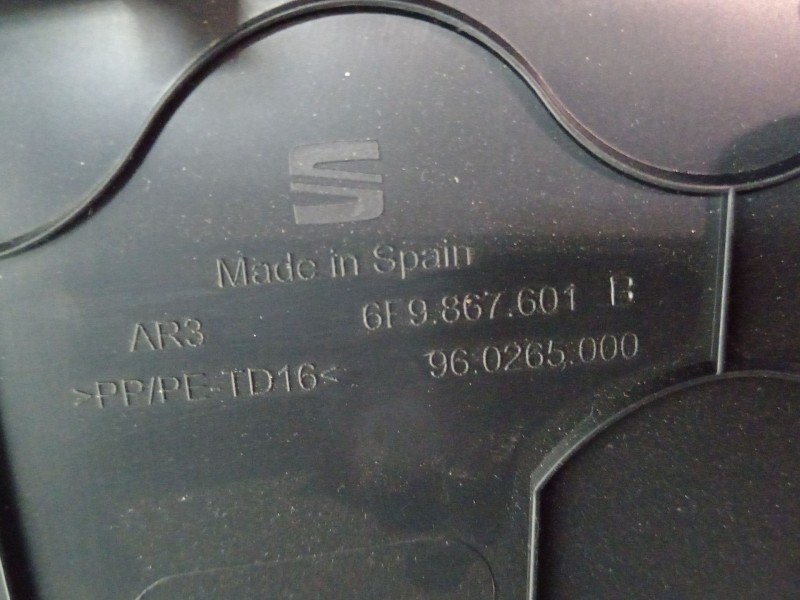 Made in Spain
AR3 6F9.867.601 B
>PP/PE-TD16< 96.0265.000